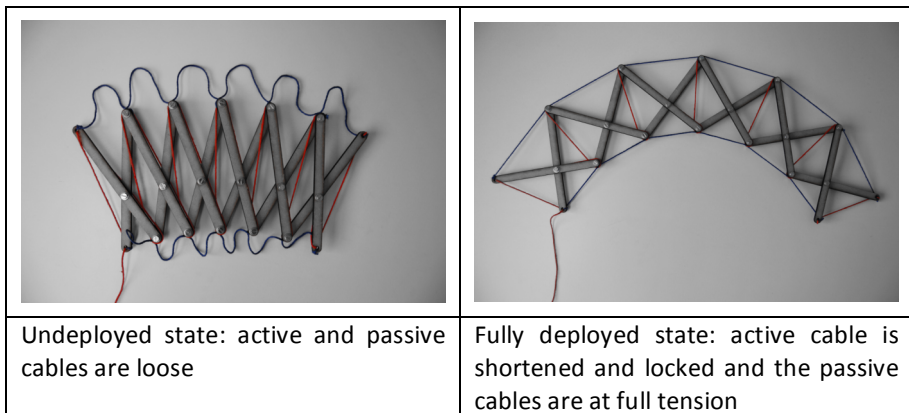 Undeployed state: active and passive
cables are loose
Fully deployed state: active cable is
shortened and locked and the passive
cables are at full tension